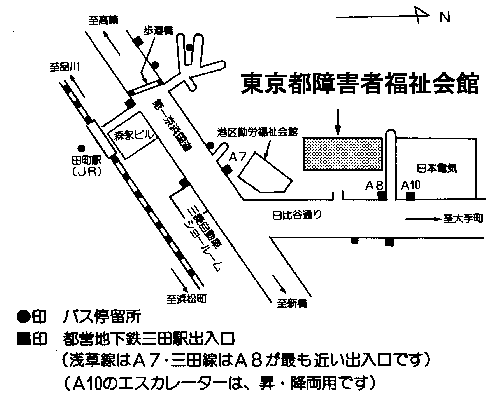 至高輪
歩道橋
N
至品川
東京都障害者福祉会館
第一京浜国道
森永ビル
港区勤労福祉会館
田町駅
(JR)
A7
日本電気
A8
A10
三菱自動車
ショールーム
日比谷通り
至大手町
至浜松町
至新橋
●印 バス停留所
■印 都営地下鉄三田駅出入口
(浅草線はA7・三田線はA8が最も近い出入口です)
(A10のエスカレーターは、昇・降両用です)